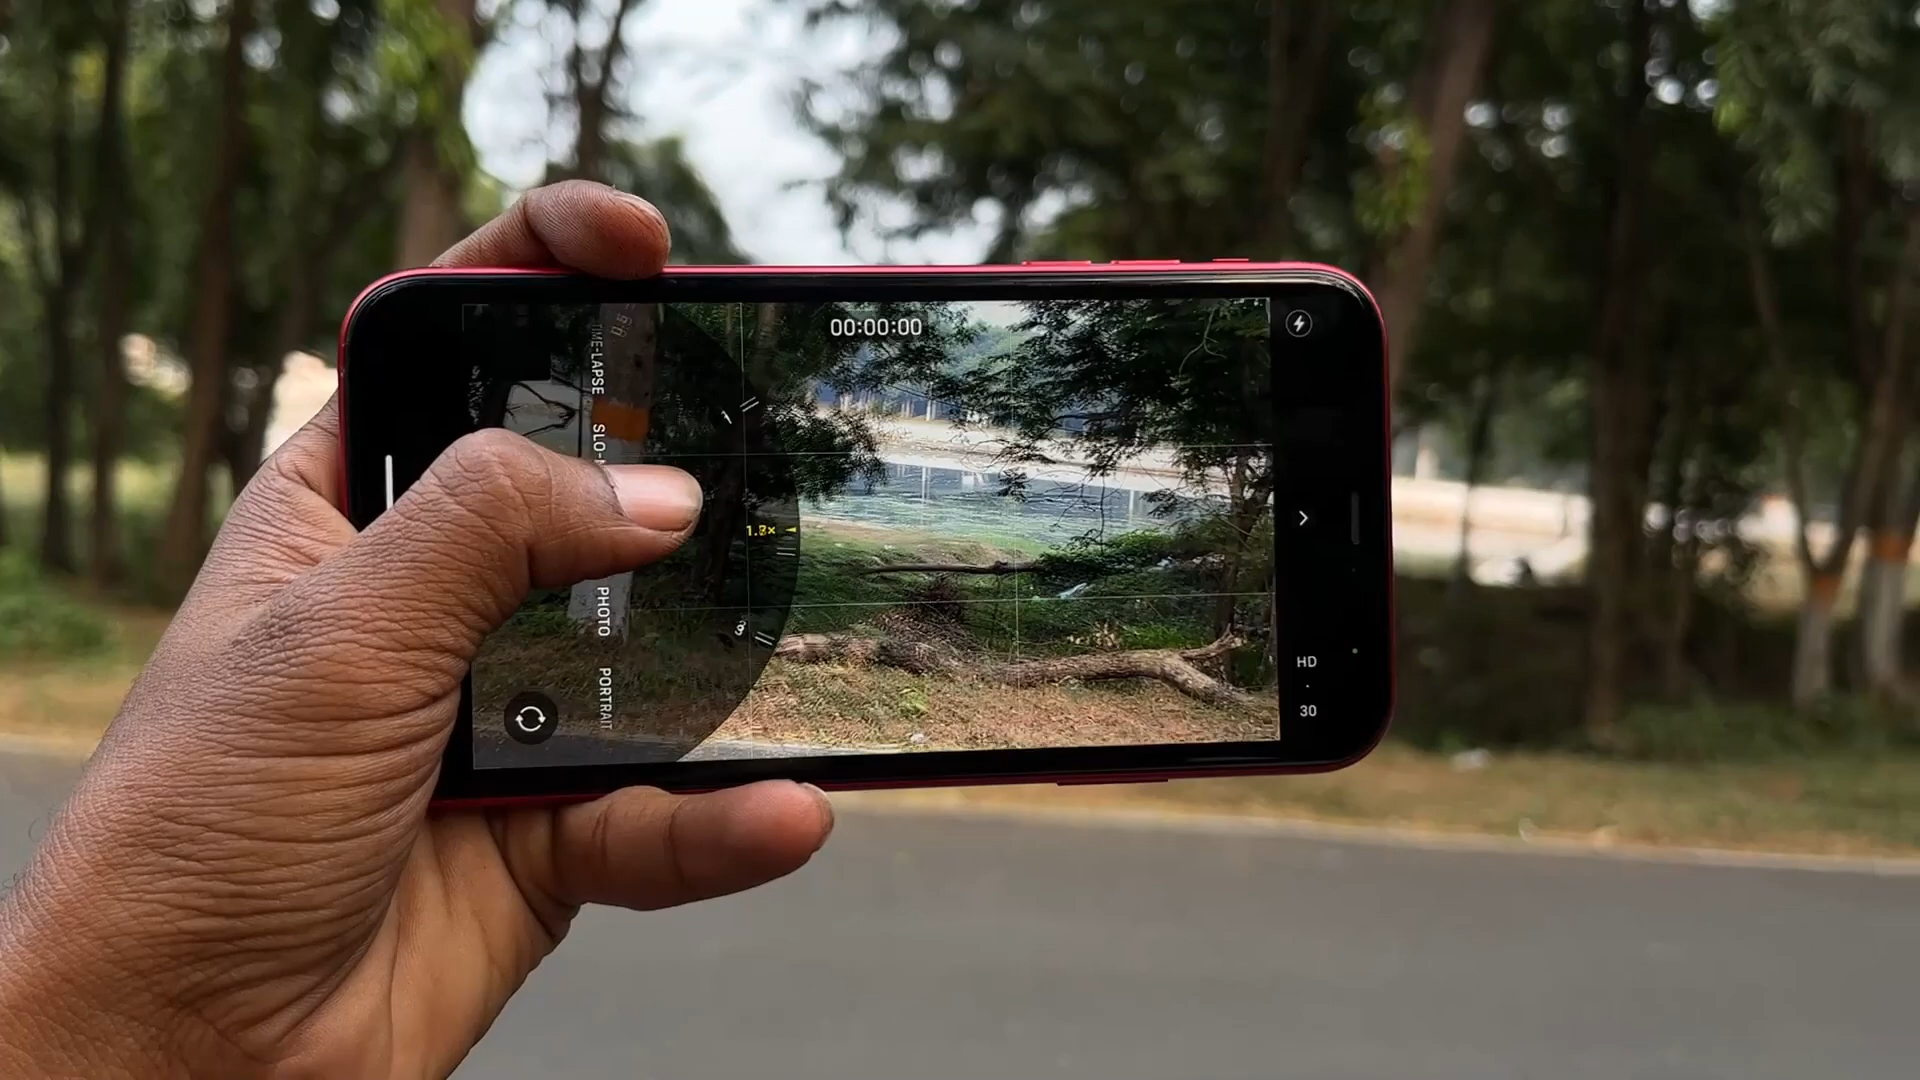 00:00:00
TIME-LAPSE
SLO-
PHOTO
PORTRAIT
1
3
HD
30